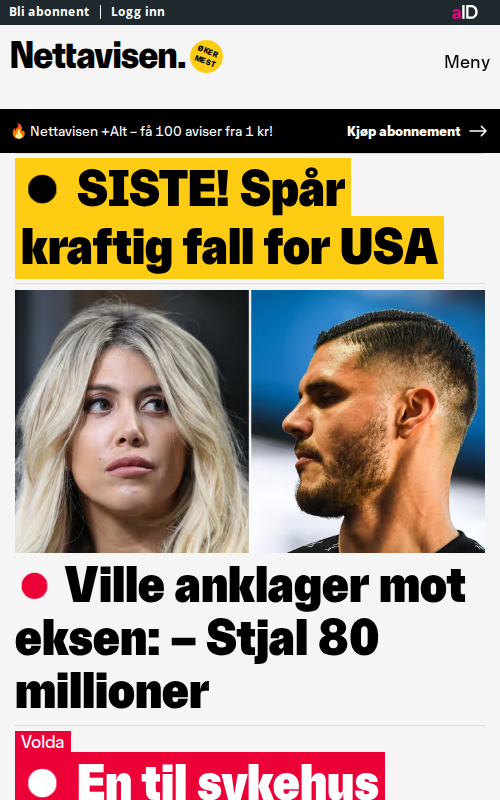 Bli abonnent | Logg inn
aID
Nettavisen.
ØKER
MEST
Meny
🔥 Nettavisen +Alt – få 100 aviser fra 1 kr!
Kjøp abonnement →
SISTE! Spår
kraftig fall for USA
Ville anklager mot
eksen: – Stjal 80
millioner
Volda
En til sykehus